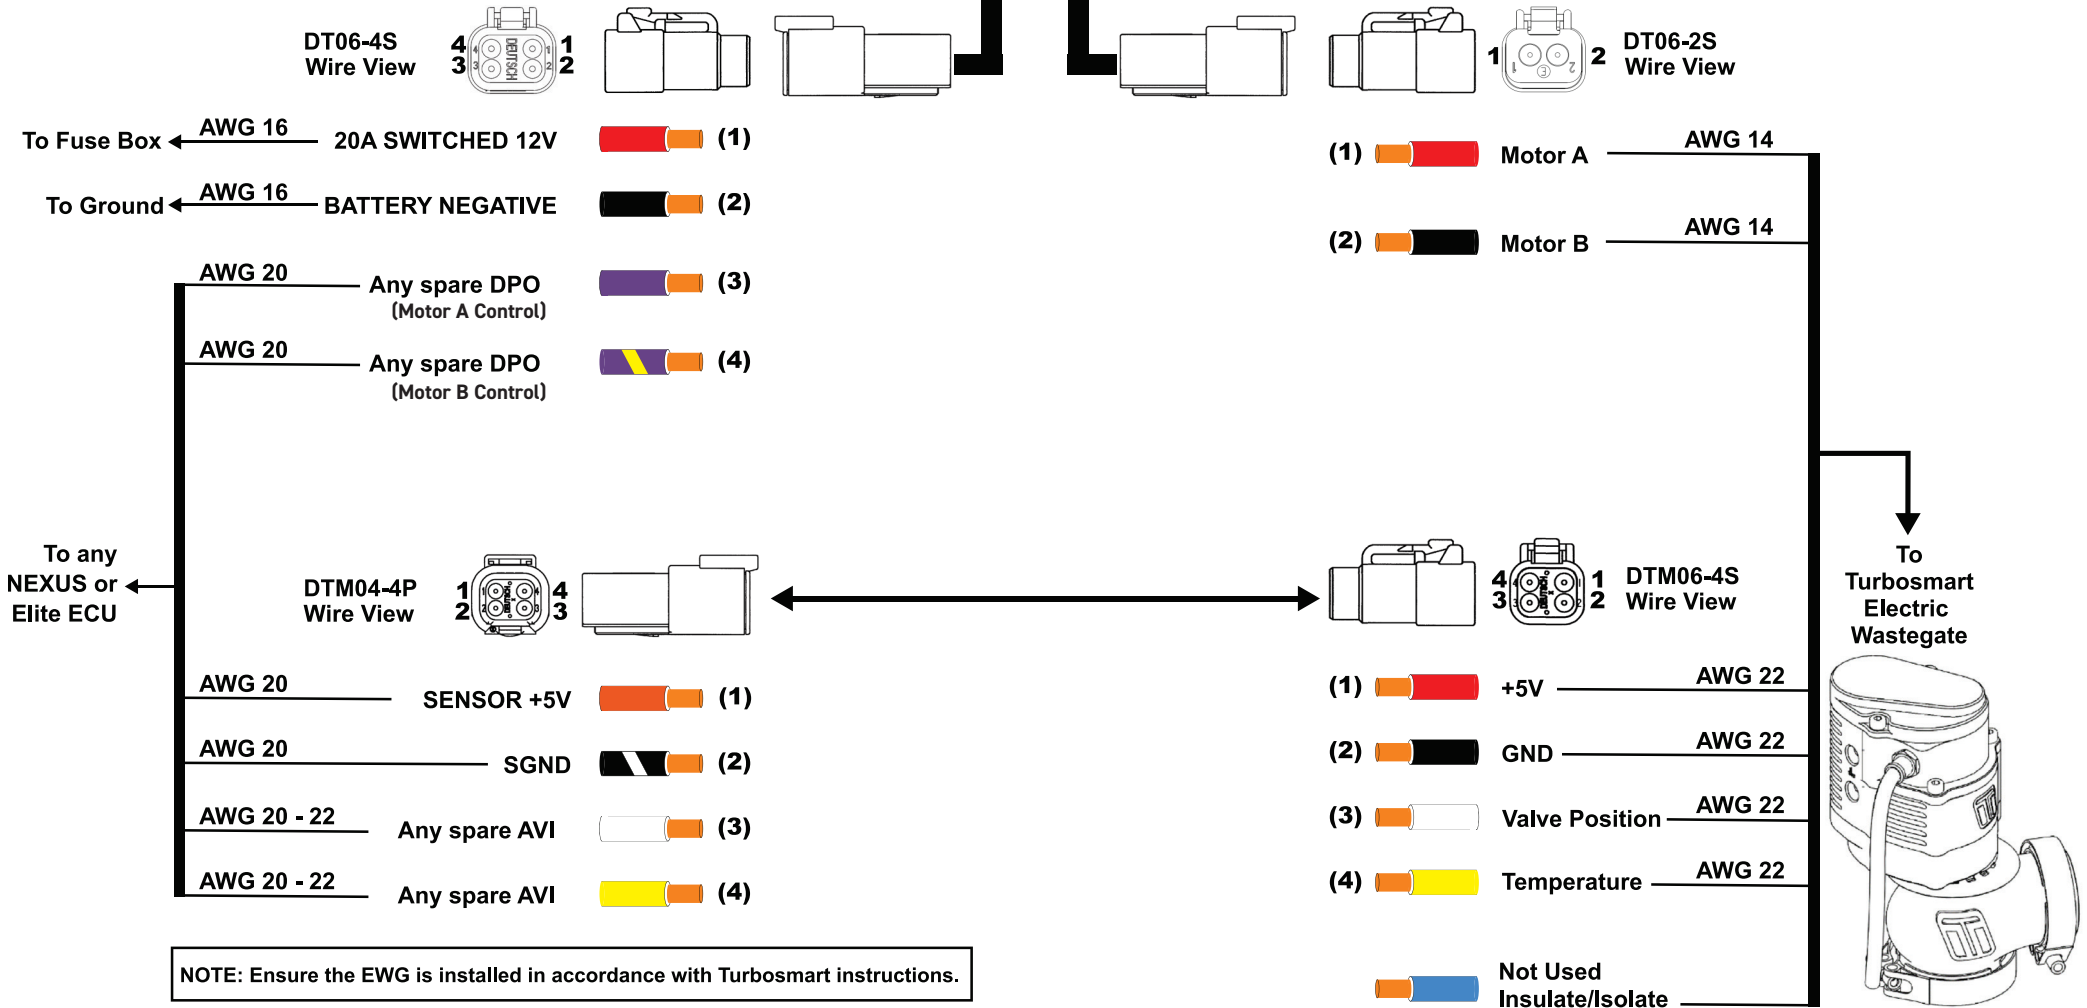 DT06-4S
Wire View
4 1
3 2
DEUTSCH
To Fuse Box
AWG 16
20A SWITCHED 12V
(1)
To Ground
AWG 16
BATTERY NEGATIVE
(2)
AWG 20
Any spare DPO
(Motor A Control)
(3)
AWG 20
Any spare DPO
(Motor B Control)
(4)
To any
NEXUS or
Elite ECU
DTM04-4P
Wire View
1 4
2 3
DEUTSCH
AWG 20
SENSOR +5V
(1)
AWG 20
SGND
(2)
AWG 20 - 22
Any spare AVI
(3)
AWG 20 - 22
Any spare AVI
(4)
NOTE: Ensure the EWG is installed in accordance with Turbosmart instructions.
1 2
DT06-2S
Wire View
(1)
Motor A
AWG 14
(2)
Motor B
AWG 14
4 1
3 2
DEUTSCH
DTM06-4S
Wire View
(1)
+5V
AWG 22
(2)
GND
AWG 22
(3)
Valve Position
AWG 22
(4)
Temperature
AWG 22
Not Used
Insulate/Isolate
To
Turbosmart
Electric
Wastegate